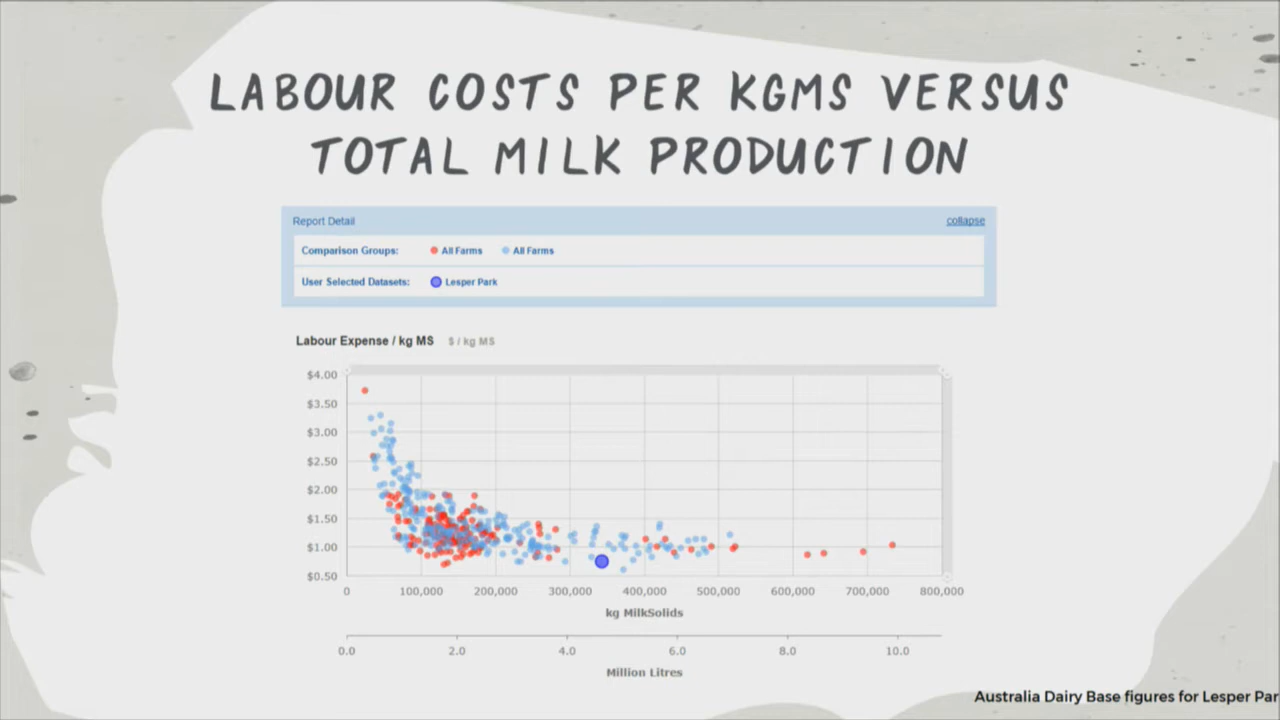 LABOUR COSTS PER KGMS VERSUS
TOTAL MILK PRODUCTION
Report Detail collapse
Comparison Groups: All Farms All Farms
User Selected Datasets: Lesper Park
Labour Expense / kg MS $ / kg MS
$4.00
$3.50
$3.00
$2.50
$2.00
$1.50
$1.00
$0.50
0 100,000 200,000 300,000 400,000 500,000 600,000 700,000 800,000
kg MilkSolids
0.0 2.0 4.0 6.0 8.0 10.0
Million Litres
Australia Dairy Base figures for Lesper Par